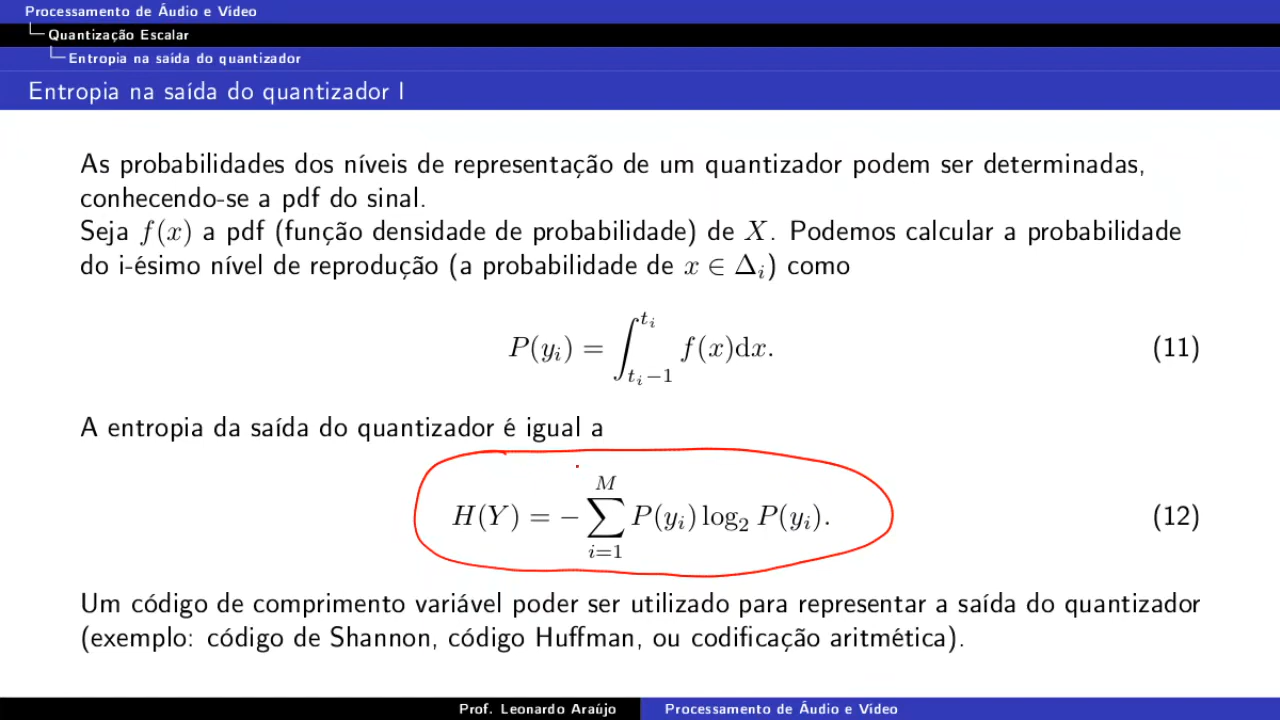 Processamento de Áudio e Vídeo
Quantização Escalar
Entropia na saída do quantizador
Entropia na saída do quantizador I
As probabilidades dos níveis de representação de um quantizador podem ser determinadas,
conhecendo-se a pdf do sinal.
Seja f(x) a pdf (função densidade de probabilidade) de X. Podemos calcular a probabilidade
do i-ésimo nível de reprodução (a probabilidade de x ∈ Δ_i) como
P(y_i) = ∫_{t_i−1}^{t_i} f(x)dx. (11)
A entropia da saída do quantizador é igual a
H(Y) = − ∑_{i=1}^{M} P(y_i) log_2 P(y_i). (12)
Um código de comprimento variável poder ser utilizado para representar a saída do quantizador
(exemplo: código de Shannon, código Huffman, ou codificação aritmética).
Prof. Leonardo Araújo Processamento de Áudio e Vídeo